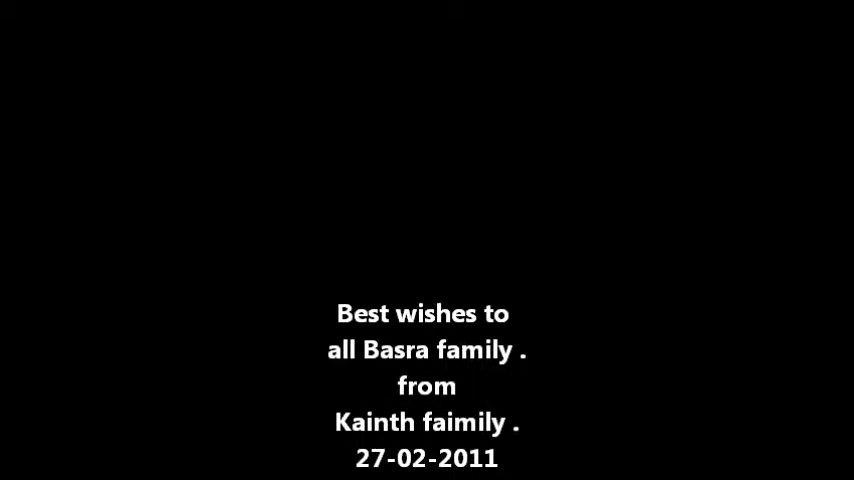 Best wishes to
all Basra family .
from
Kainth faimily .
27-02-2011